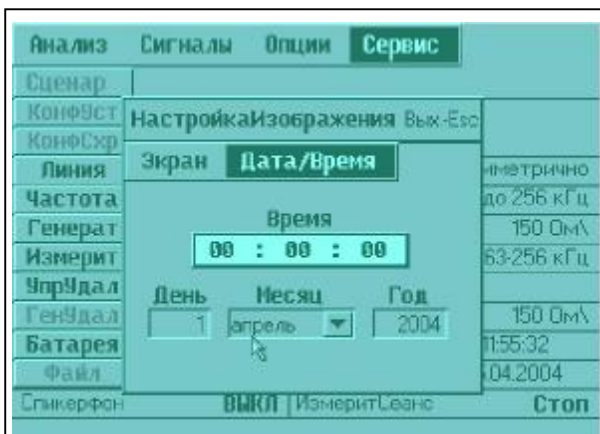 Анализ Сигналы Опции Сервис
Сценар
КонфУст
КонфСхр
НастройкаИзображения Вых-Esc
Линия
Экран Дата/Время
иметрично
Частота
до 256 кГц
Время
Генерат
150 Ом\
00 : 00 : 00
Измерит
63-256 кГц
УпрУдал
День Месяц Год
ГенУдал
1 апрель 2004
150 Ом\
Батарея
11:55:32
Файл
.04.2004
Спикерфон ВЫКЛ ИзмеритСеанс Стоп